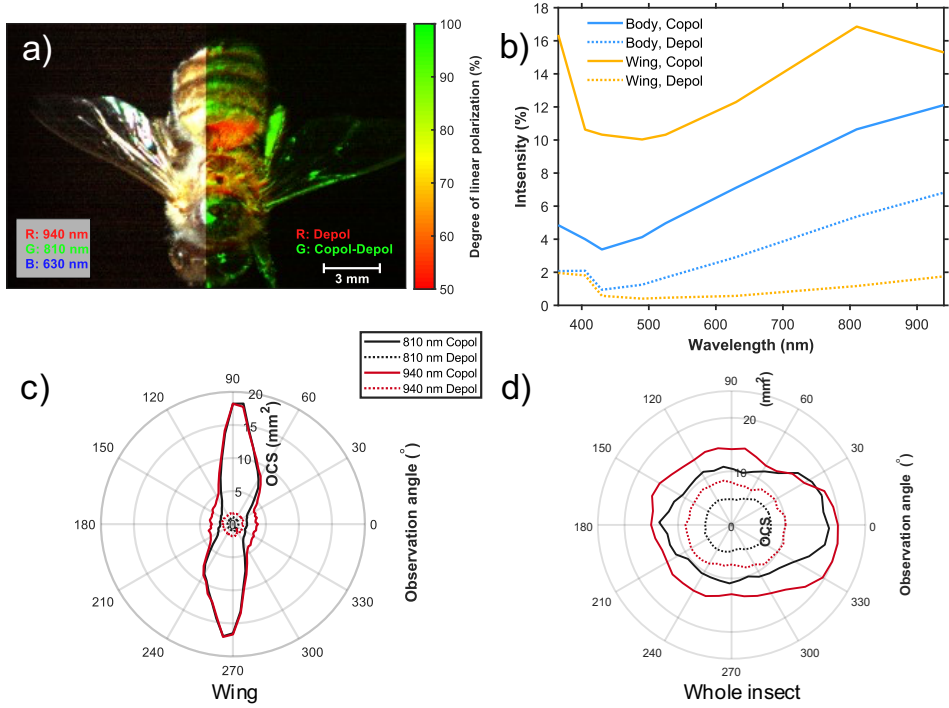 a)
R: 940 nm
G: 810 nm
B: 630 nm
R: Depol
G: Copol-Depol
3 mm
100
90
80
70
60
50
Degree of linear polarization (%)
b)
Body, Copol
Body, Depol
Wing, Copol
Wing, Depol
18
16
14
12
10
8
6
4
2
0
Intsensity (%)
400
500
600
700
800
900
Wavelength (nm)
810 nm Copol
810 nm Depol
940 nm Copol
940 nm Depol
c)
90
60
30
0
330
300
270
240
210
180
150
120
20
15
10
5
0
OCS (mm²)
Observation angle (°)
Wing
d)
90
60
30
0
330
300
270
240
210
180
150
120
20
10
0
OCS
(mm²)
Observation angle (°)
Whole insect